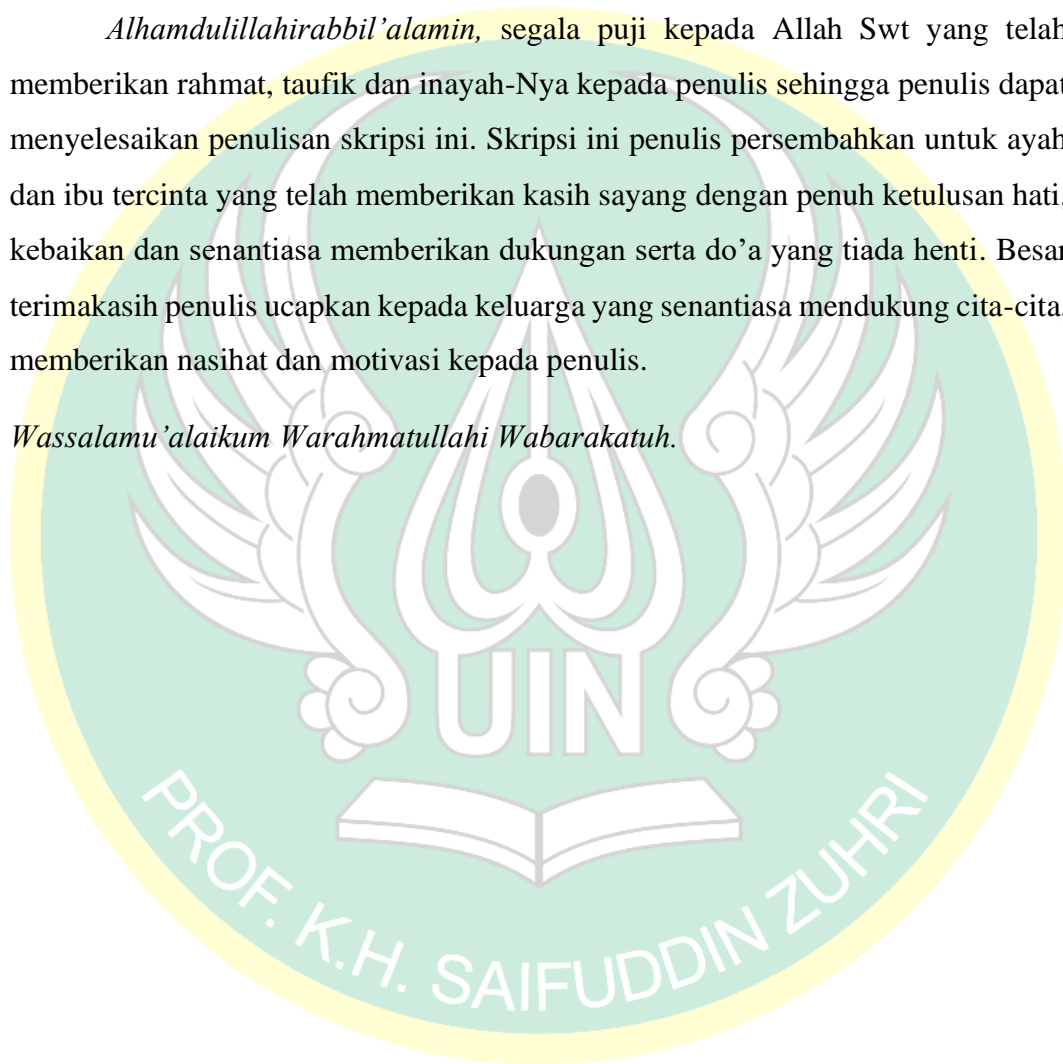 Alhamdulillahirabbil’alamin, segala puji kepada Allah Swt yang telah
memberikan rahmat, taufik dan inayah-Nya kepada penulis sehingga penulis dapat
menyelesaikan penulisan skripsi ini. Skripsi ini penulis persembahkan untuk ayah
dan ibu tercinta yang telah memberikan kasih sayang dengan penuh ketulusan hati,
kebaikan dan senantiasa memberikan dukungan serta do’a yang tiada henti. Besar
terimakasih penulis ucapkan kepada keluarga yang senantiasa mendukung cita-cita,
memberikan nasihat dan motivasi kepada penulis.
Wassalamu’alaikum Warahmatullahi Wabarakatuh.
UIN
PROF. K.H. SAIFUDDIN ZUHRI